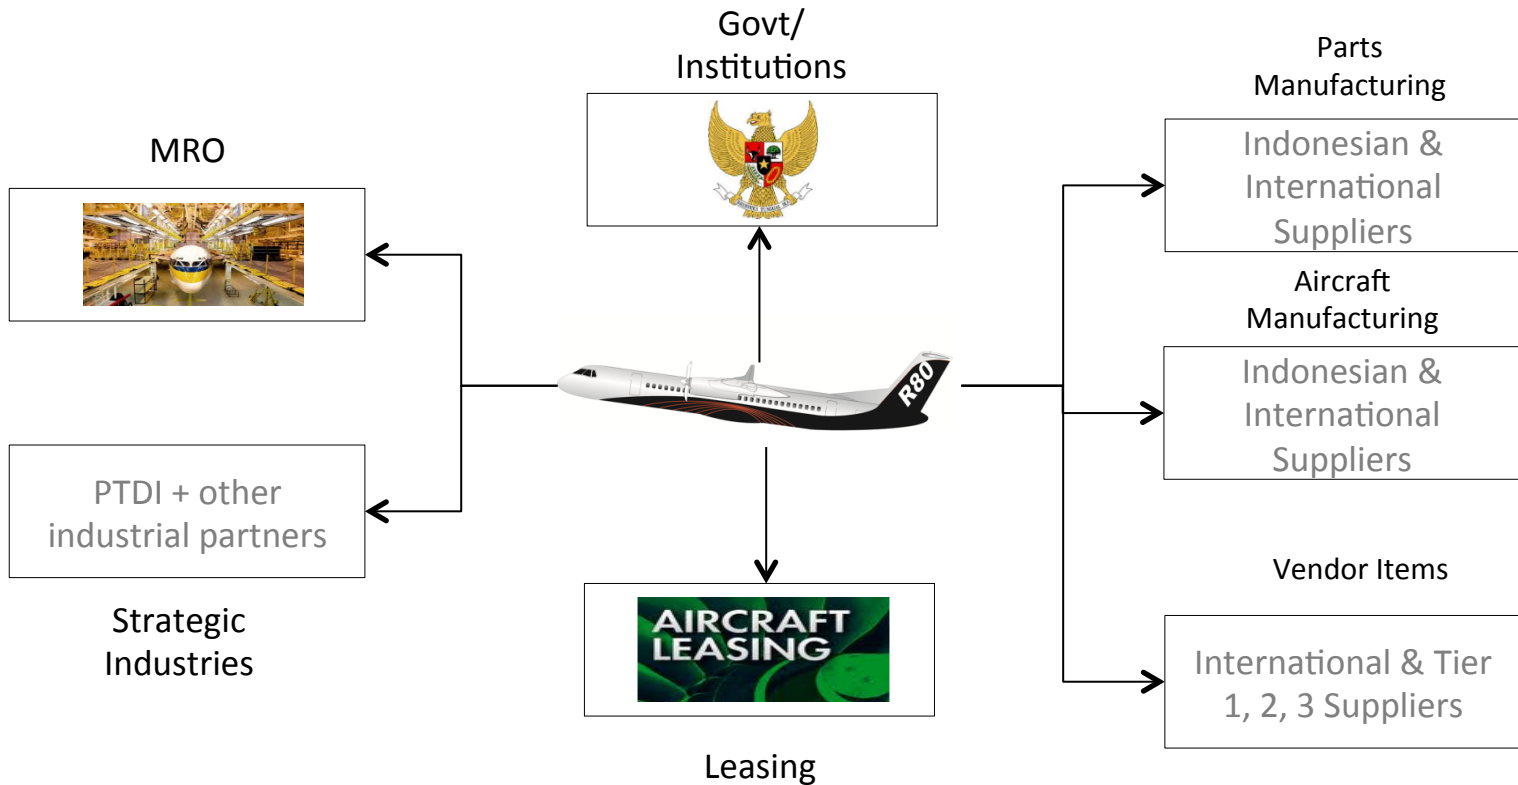 Govt/
Institutions
Parts
Manufacturing
MRO
Indonesian &
International
Suppliers
Aircraft
Manufacturing
R80
Indonesian &
International
Suppliers
PTDI + other
industrial partners
Strategic
Industries
AIRCRAFT
LEASING
Leasing
Vendor Items
International & Tier
1, 2, 3 Suppliers